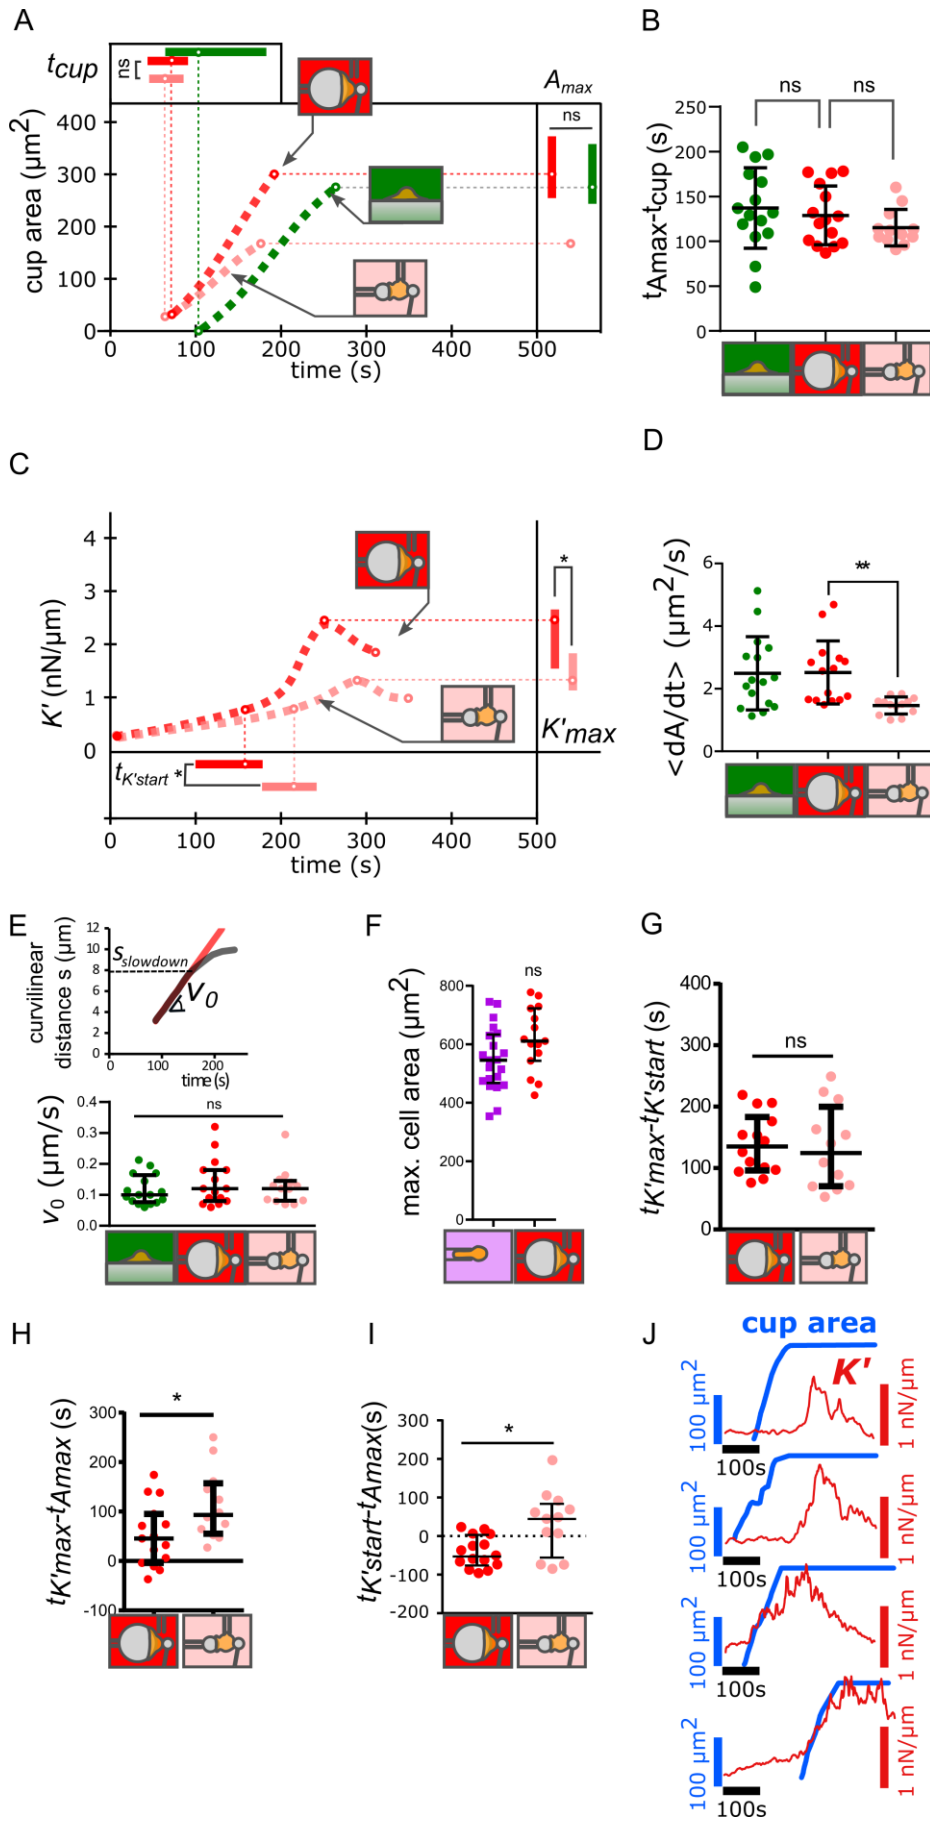 A
tcup
ns
Amax
ns
cup area (µm2)
400
300
200
100
0
0 100 200 300 400 500
time (s)
B
ns ns
tAmax-tcup (s)
250
200
150
100
50
0
C
K' (nN/µm)
4
3
2
1
0
*
K'max
tK'start *
0 100 200 300 400 500
time (s)
D
<dA/dt> (µm2/s)
6
4
2
0
**
E
curvilinear
distance s (µm)
12
10
8
6
4
2
0
sslowdown
v0
0 100 200
time(s)
v0 (µm/s)
0.4
0.3
0.2
0.1
0
ns
F
max. cell area (µm2)
800
600
400
200
0
ns
G
tK'max-tK'start (s)
400
300
200
100
0
ns
H
tK'max-tAmax (s)
300
200
100
0
-100
*
I
tK'start-tAmax(s)
300
200
100
0
-100
-200
*
J
cup area
K'
100 µm2
1 nN/µm
100s
100 µm2
1 nN/µm
100s
100 µm2
1 nN/µm
100s
100 µm2
1 nN/µm
100s